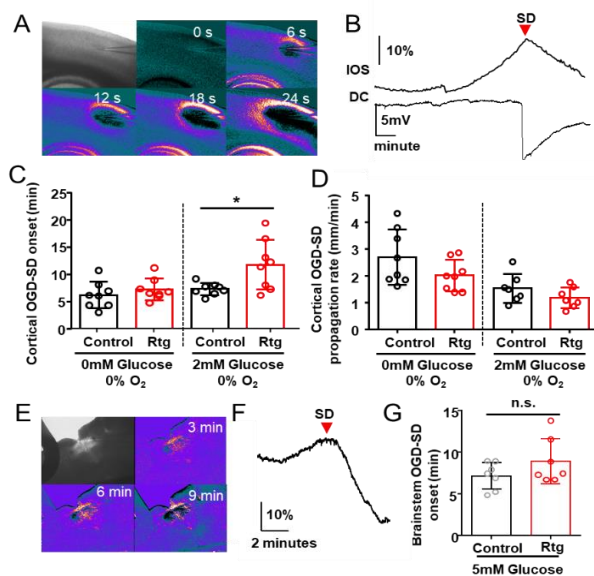 A
0 s
6 s
12 s
18 s
24 s
B
SD
10%
IOS
DC
5mV
minute
C
Cortical OGD-SD onset (min)
25
20
15
10
5
0
*
Control Rtg Control Rtg
0mM Glucose 2mM Glucose
0% O₂ 0% O₂
D
Cortical OGD-SD
propagation rate (mm/min)
5
4
3
2
1
0
Control Rtg Control Rtg
0mM Glucose 2mM Glucose
0% O₂ 0% O₂
E
3 min
6 min
9 min
F
SD
10%
2 minutes
G
n.s.
Brainstem OGD-SD
onset (min)
15
10
5
0
Control Rtg
5mM Glucose